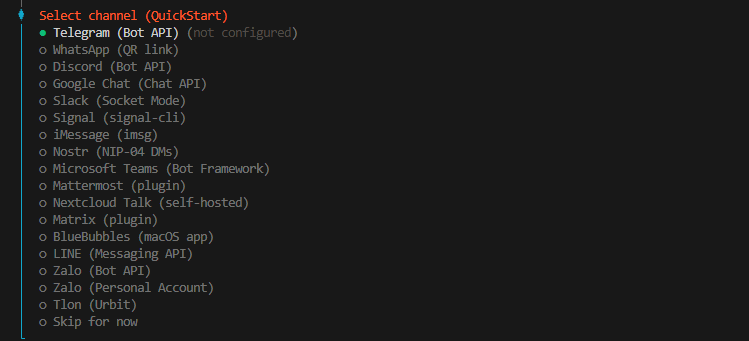 Select channel (QuickStart)
Telegram (Bot API) (not configured)
WhatsApp (QR link)
Discord (Bot API)
Google Chat (Chat API)
Slack (Socket Mode)
Signal (signal-cli)
iMessage (imsg)
Nostr (NIP-04 DMs)
Microsoft Teams (Bot Framework)
Mattermost (plugin)
Nextcloud Talk (self-hosted)
Matrix (plugin)
BlueBubbles (macOS app)
LINE (Messaging API)
Zalo (Bot API)
Zalo (Personal Account)
Tlon (Urbit)
Skip for now